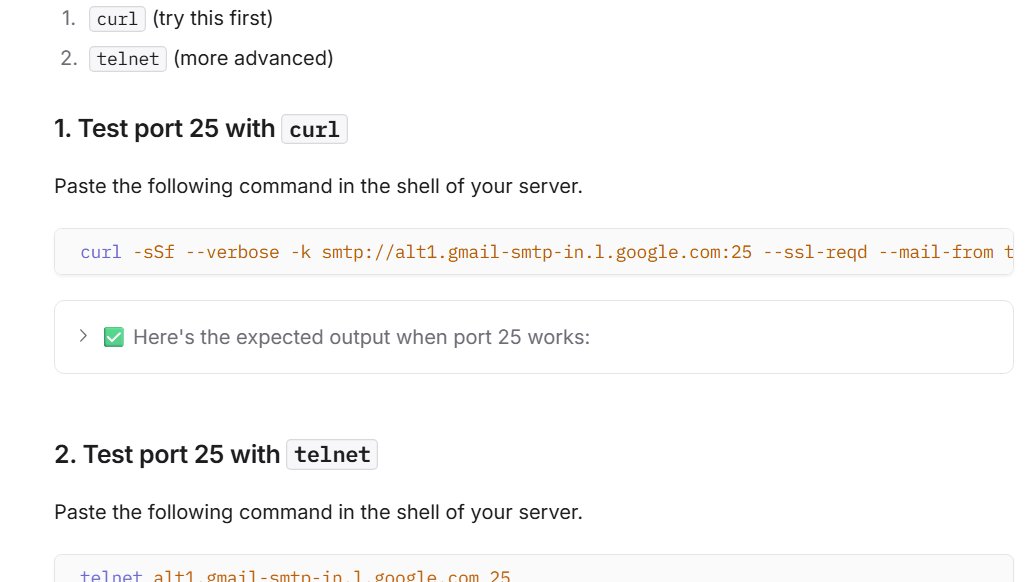 1. curl (try this first)
2. telnet (more advanced)
1. Test port 25 with curl
Paste the following command in the shell of your server.
curl -sSf --verbose -k smtp://alt1.gmail-smtp-in.l.google.com:25 --ssl-reqd --mail-from t
> ✅ Here's the expected output when port 25 works:
2. Test port 25 with telnet
Paste the following command in the shell of your server.
telnet alt1.gmail-smtp-in.l.google.com 25